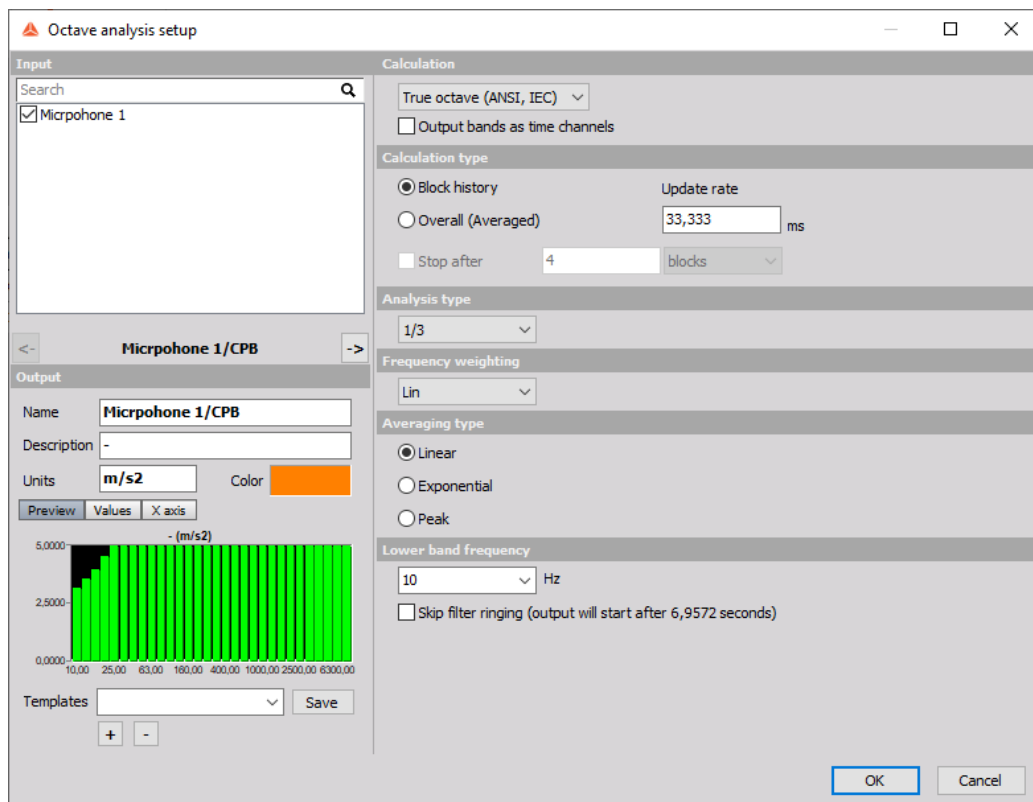 Octave analysis setup
Input
Search
Micrpohone 1
<- Micrpohone 1/CPB ->
Output
Name Micrpohone 1/CPB
Description -
Units m/s2 Color
Preview Values X axis
- (m/s2)
5,0000
2,5000
0,0000
10,00 25,00 63,00 160,00 400,00 1000,00 2500,00 6300,00
Templates Save
+ -
Calculation
True octave (ANSI, IEC)
Output bands as time channels
Calculation type
Block history Update rate
Overall (Averaged) 33,333 ms
Stop after 4 blocks
Analysis type
1/3
Frequency weighting
Lin
Averaging type
Linear
Exponential
Peak
Lower band frequency
10 Hz
Skip filter ringing (output will start after 6,9572 seconds)
OK Cancel